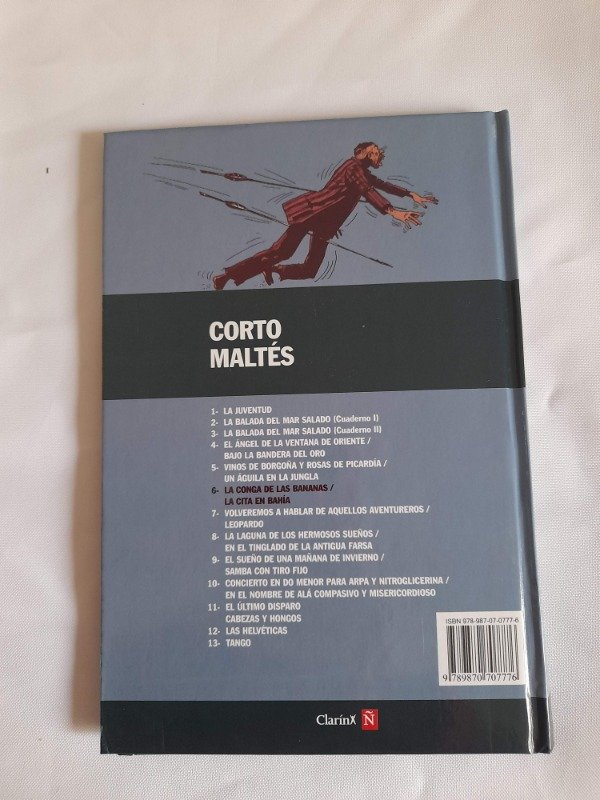 CORTO
MALTÉS
1- LA JUVENTUD
2- LA BALADA DEL MAR SALADO (Cuaderno I)
3- LA BALADA DEL MAR SALADO (Cuaderno II)
4- EL ÁNGEL DE LA VENTANA DE ORIENTE /
BAJO LA BANDERA DEL ORO
5- VINOS DE BORGOÑA Y ROSAS DE PICARDÍA /
UN ÁGUILA EN LA JUNGLA
6- LA CONGA DE LAS BANANAS /
LA CITA EN BAHÍA
7- VOLVEREMOS A HABLAR DE AQUELLOS AVENTUREROS /
LEOPARDO
8- LA LAGUNA DE LOS HERMOSOS SUEÑOS /
EN EL TINGLADO DE LA ANTIGUA FARSA
9- EL SUEÑO DE UNA MAÑANA DE INVIERNO /
SAMBA CON TIRO FIJO
10- CONCIERTO EN DO MENOR PARA ARPA Y NITROGLICERINA /
EN EL NOMBRE DE ALÁ COMPASIVO Y MISERICORDIOSO
11- EL ÚLTIMO DISPARO
CABEZAS Y HONGOS
12- LAS HELVÉTICAS
13- TANGO
ISBN 978-987-07-0777-6
9 789870 707776
Clarín Ñ